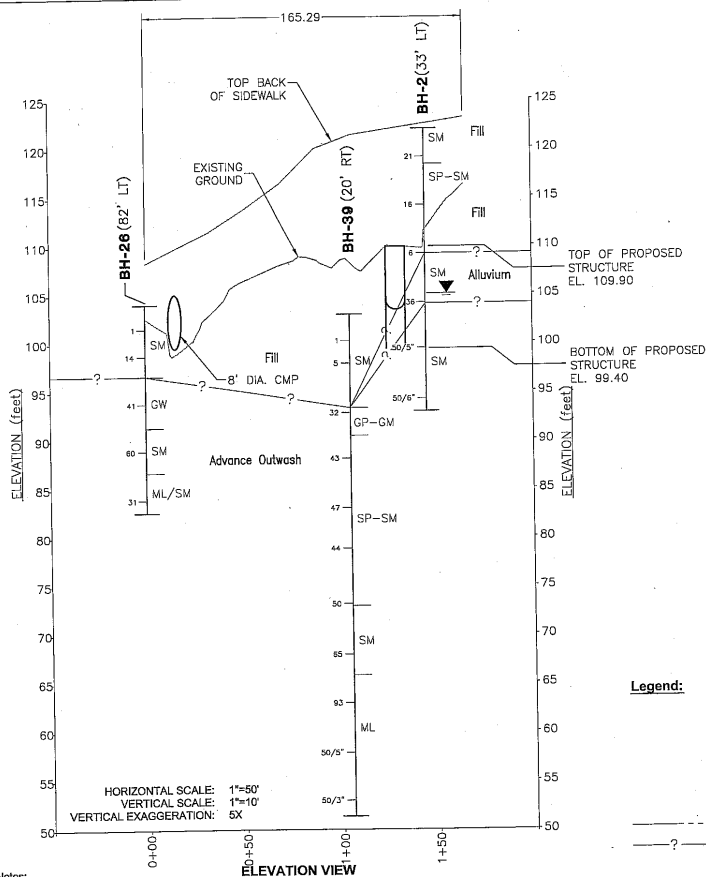 165.29
BH-2 (33' LT)
TOP BACK
OF SIDEWALK
EXISTING
GROUND
BH-39 (20' RT)
BH-26 (82' LT)
125
120
115
110
105
100
95
90
85
80
75
70
65
60
55
50
ELEVATION (feet)
125
120
115
110
105
100
95
90
85
80
75
70
65
60
55
50
ELEVATION (feet)
SM
Fill
21
SP-SM
16
Fill
6
?
SM
Alluvium
36
?
50/5"
SM
50/6"
TOP OF PROPOSED
STRUCTURE
EL. 109.90
BOTTOM OF PROPOSED
STRUCTURE
EL. 99.40
1
SM
14
Fill
8' DIA. CMP
?
?
?
41
GW
60
SM
31
ML/SM
Advance Outwash
1
5
SM
32
GP-GM
43
47
SP-SM
44
50
SM
65
93
ML
50/5"
50/3"
Legend:
?
HORIZONTAL SCALE: 1"=50'
VERTICAL SCALE: 1"=10'
VERTICAL EXAGGERATION: 5X
0+00
0+50
1+00
1+50
ELEVATION VIEW